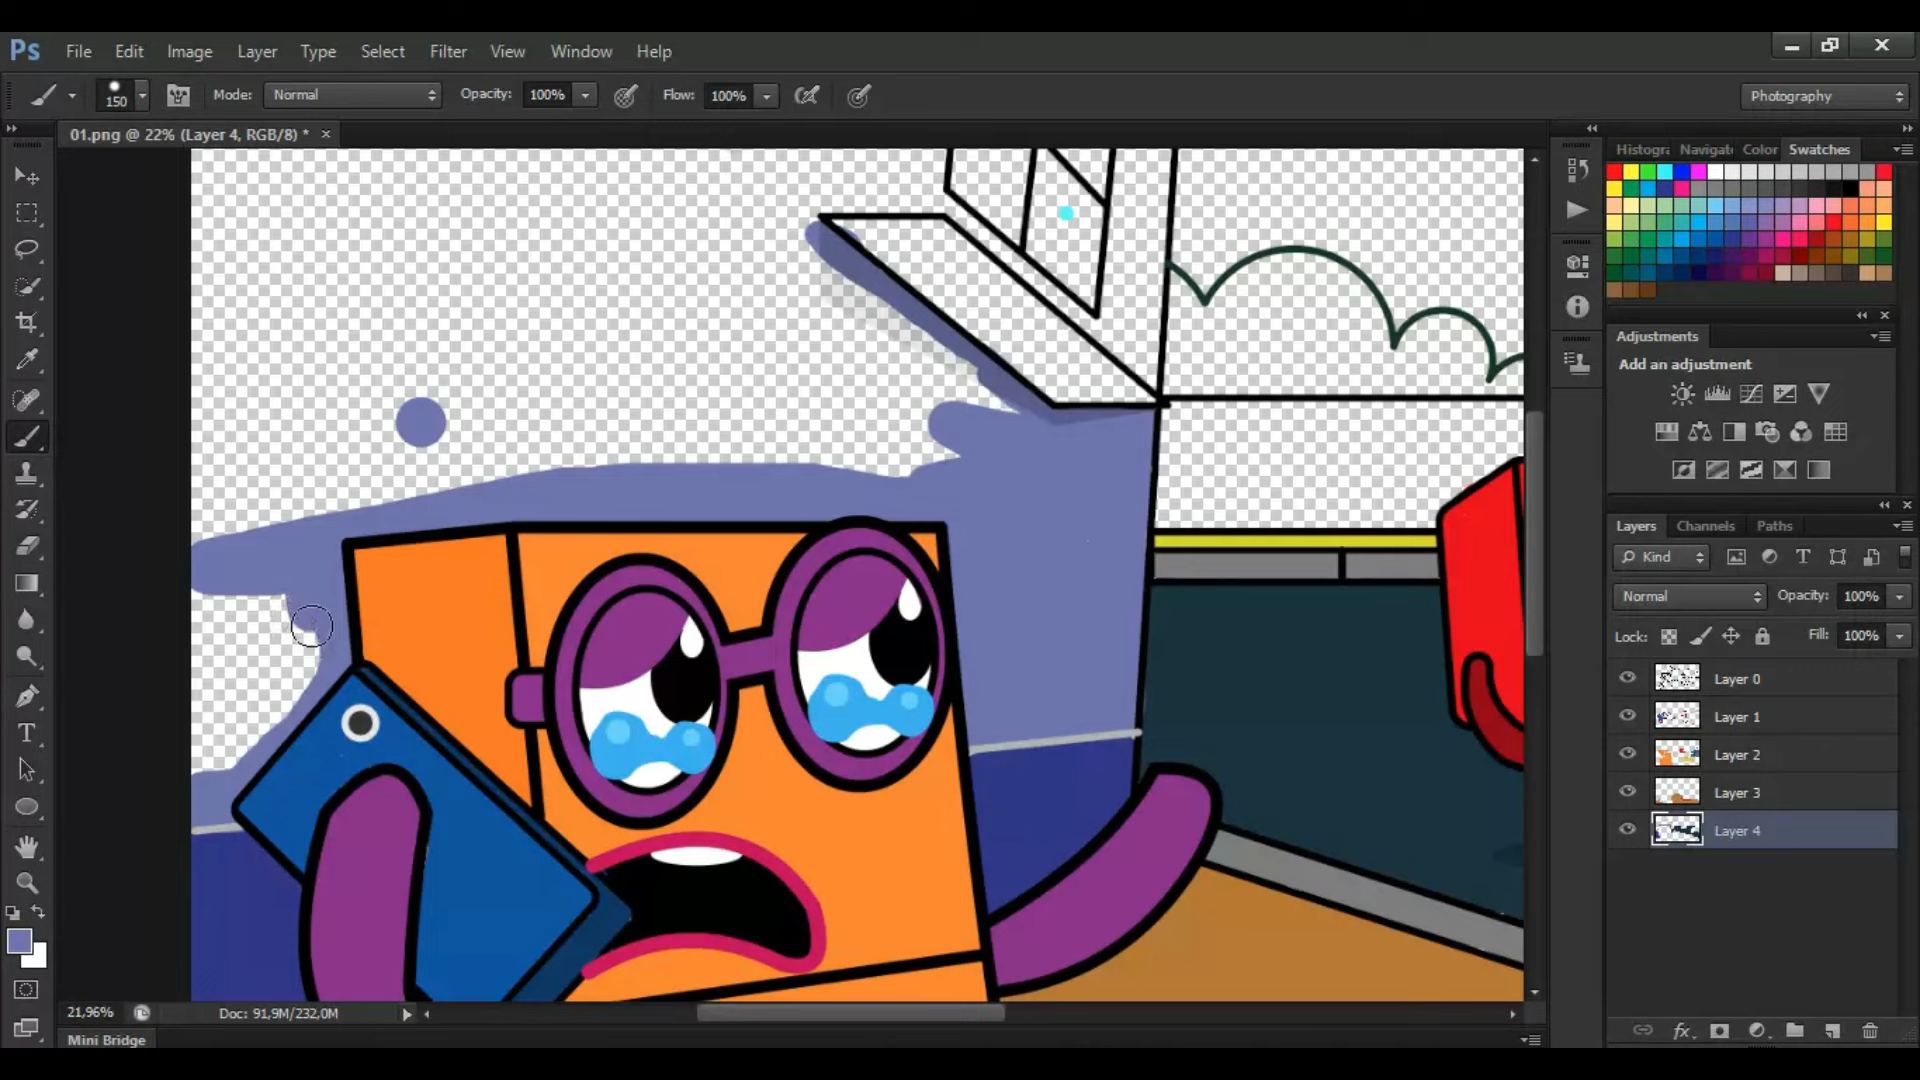 Ps File Edit Image Layer Type Select Filter View Window Help
150 Mode: Normal Opacity: 100% Flow: 100% Photography
01.png @ 22% (Layer 4, RGB/8) * ×
Histogra Navigate Color Swatches
Adjustments
Add an adjustment
Layers Channels Paths
Kind
Normal Opacity: 100%
Lock: Fill: 100%
Layer 0
Layer 1
Layer 2
Layer 3
Layer 4
21,96% Doc: 91,9M/232,0M
Mini Bridge